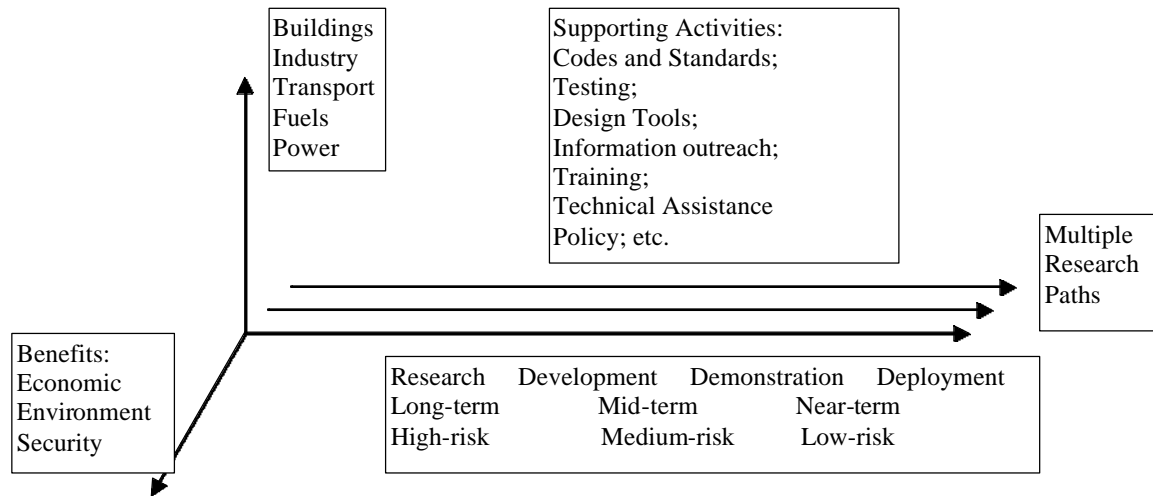 Buildings
Industry
Transport
Fuels
Power
Supporting Activities:
Codes and Standards;
Testing;
Design Tools;
Information outreach;
Training;
Technical Assistance
Policy; etc.
Multiple
Research
Paths
Benefits:
Economic
Environment
Security
Research Development Demonstration Deployment
Long-term Mid-term Near-term
High-risk Medium-risk Low-risk